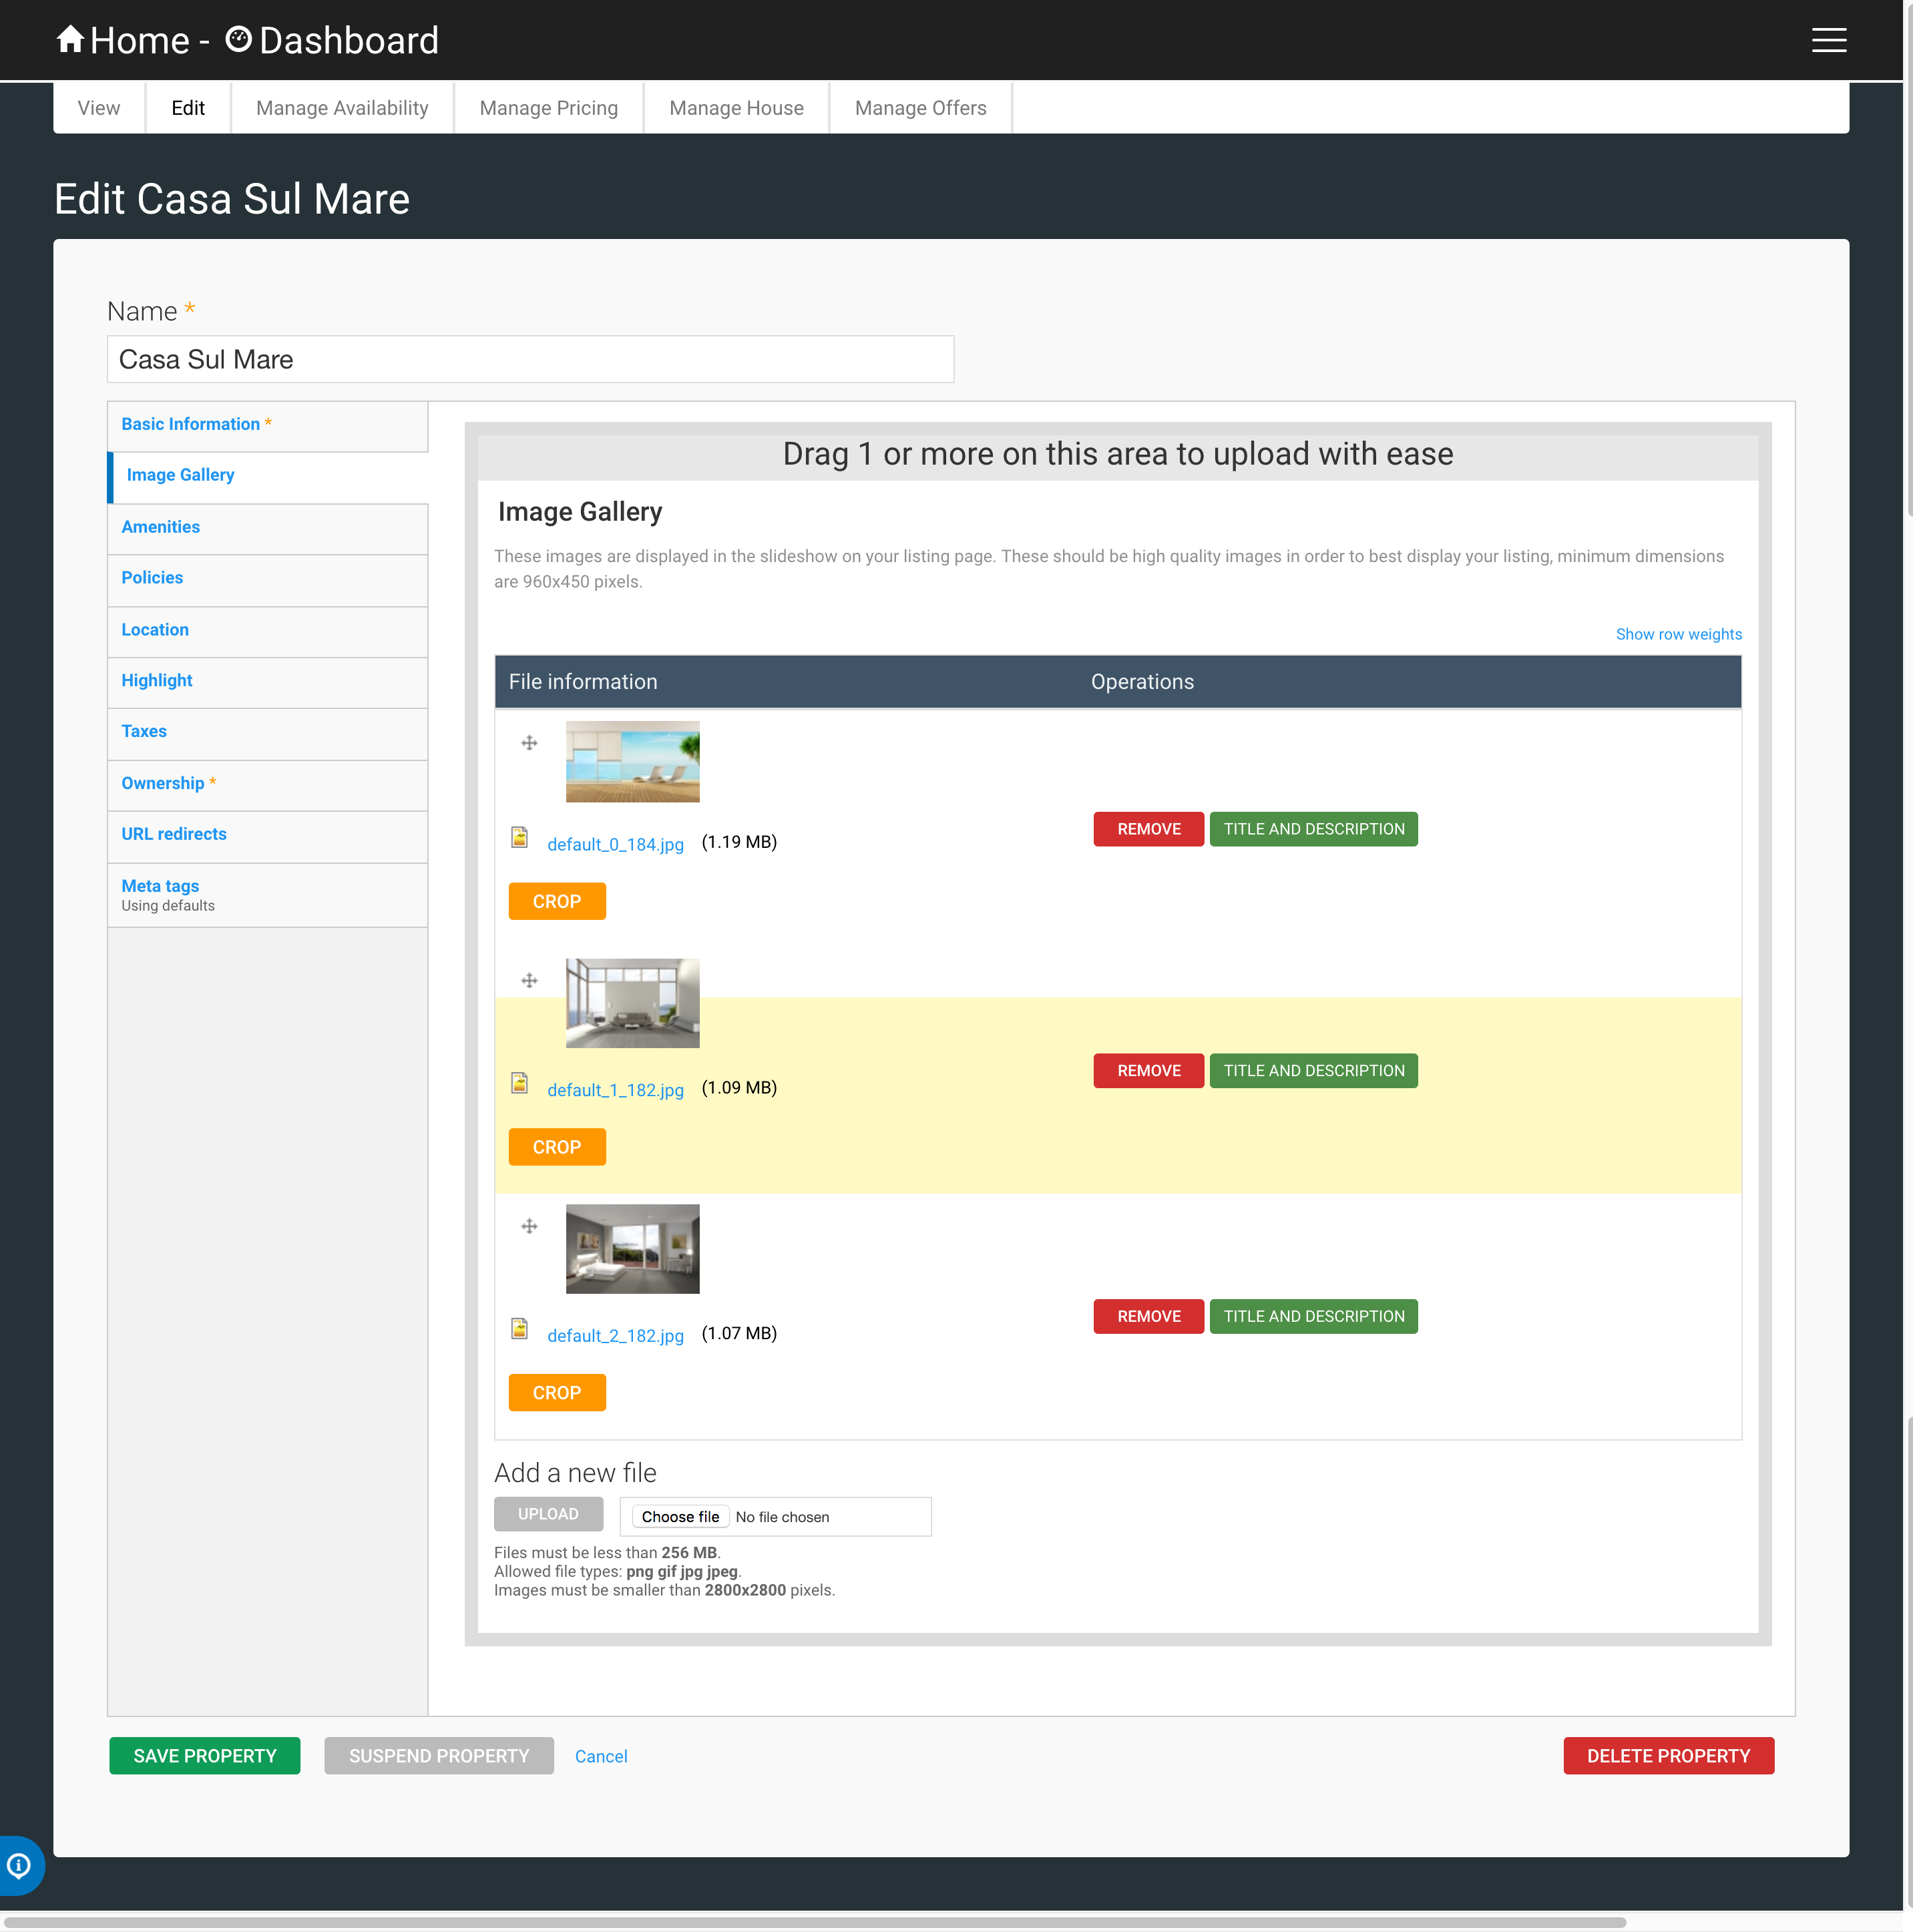 Home - Dashboard
View Edit Manage Availability Manage Pricing Manage House Manage Offers
Edit Casa Sul Mare
Name *
Casa Sul Mare
Basic Information *
Image Gallery
Amenities
Policies
Location
Highlight
Taxes
Ownership *
URL redirects
Meta tags
Using defaults
Drag 1 or more on this area to upload with ease
Image Gallery
These images are displayed in the slideshow on your listing page. These should be high quality images in order to best display your listing, minimum dimensions
are 960x450 pixels.
Show row weights
File information Operations
default_0_184.jpg (1.19 MB)
REMOVE TITLE AND DESCRIPTION
CROP
default_1_182.jpg (1.09 MB)
REMOVE TITLE AND DESCRIPTION
CROP
default_2_182.jpg (1.07 MB)
REMOVE TITLE AND DESCRIPTION
CROP
Add a new file
UPLOAD Choose file No file chosen
Files must be less than 256 MB.
Allowed file types: png gif jpg jpeg.
Images must be smaller than 2800x2800 pixels.
SAVE PROPERTY SUSPEND PROPERTY Cancel DELETE PROPERTY